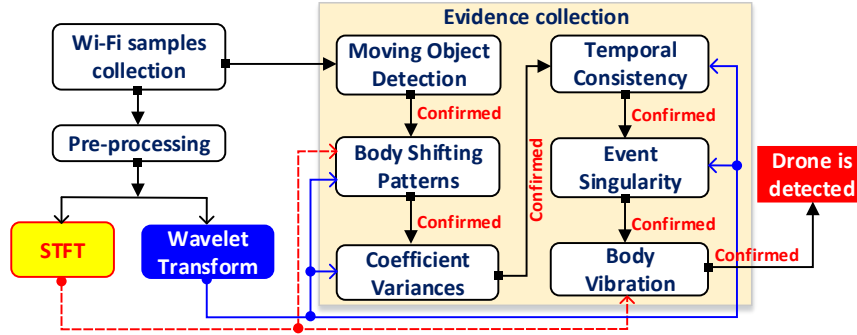 Evidence collection
Wi-Fi samples
collection
Pre-processing
STFT
Wavelet
Transform
Moving Object
Detection
Confirmed
Body Shifting
Patterns
Confirmed
Coefficient
Variances
Confirmed
Temporal
Consistency
Confirmed
Event
Singularity
Confirmed
Body
Vibration
Confirmed
Drone is
detected